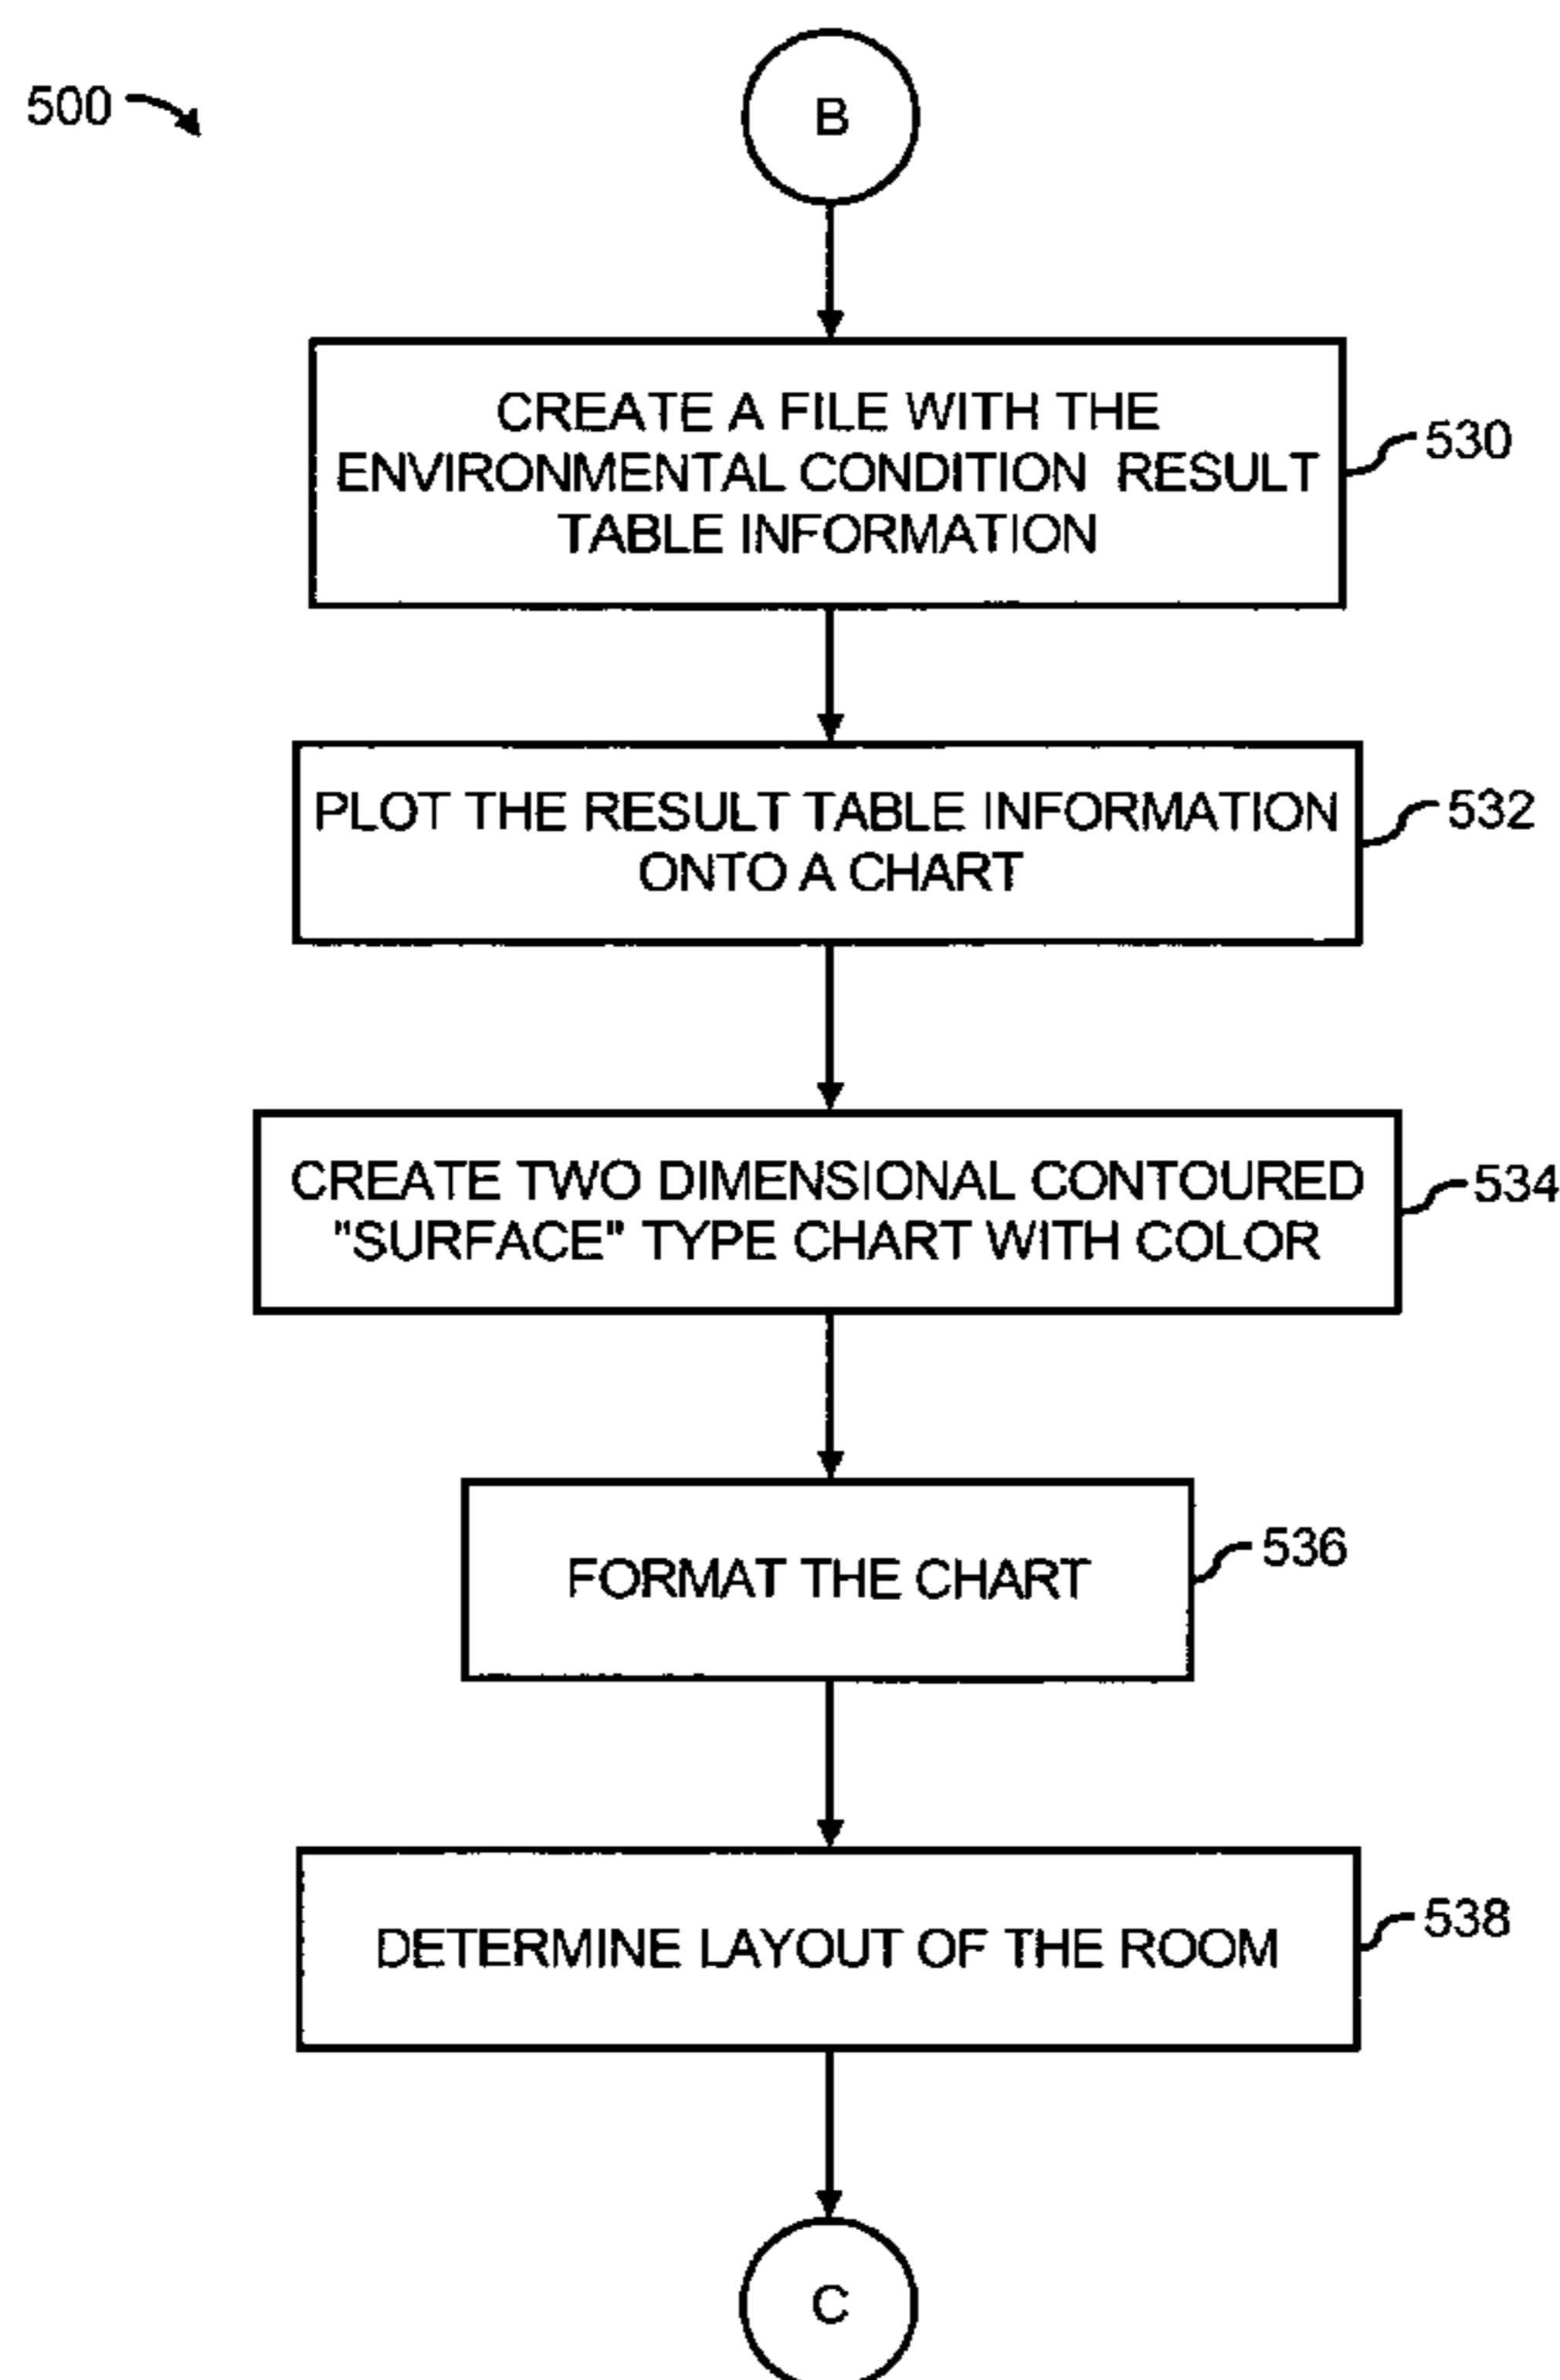 500
B
CREATE A FILE WITH THE
ENVIRONMENTAL CONDITION RESULT
TABLE INFORMATION
530
PLOT THE RESULT TABLE INFORMATION
ONTO A CHART
532
CREATE TWO DIMENSIONAL CONTOURED
"SURFACE" TYPE CHART WITH COLOR
534
FORMAT THE CHART
536
DETERMINE LAYOUT OF THE ROOM
538
C